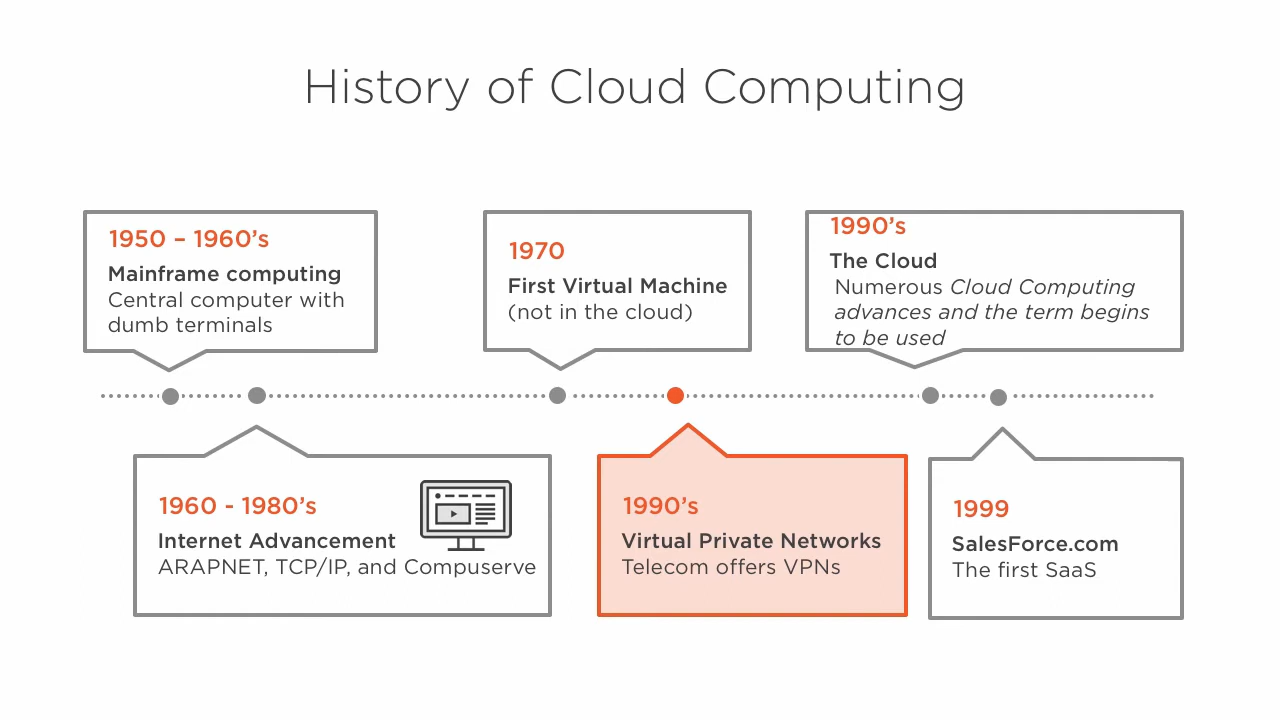 History of Cloud Computing
1950 – 1960’s
Mainframe computing
Central computer with
dumb terminals
1970
First Virtual Machine
(not in the cloud)
1990’s
The Cloud
Numerous Cloud Computing
advances and the term begins
to be used
1960 - 1980’s
Internet Advancement
ARAPNET, TCP/IP, and Compuserve
1990’s
Virtual Private Networks
Telecom offers VPNs
1999
SalesForce.com
The first SaaS